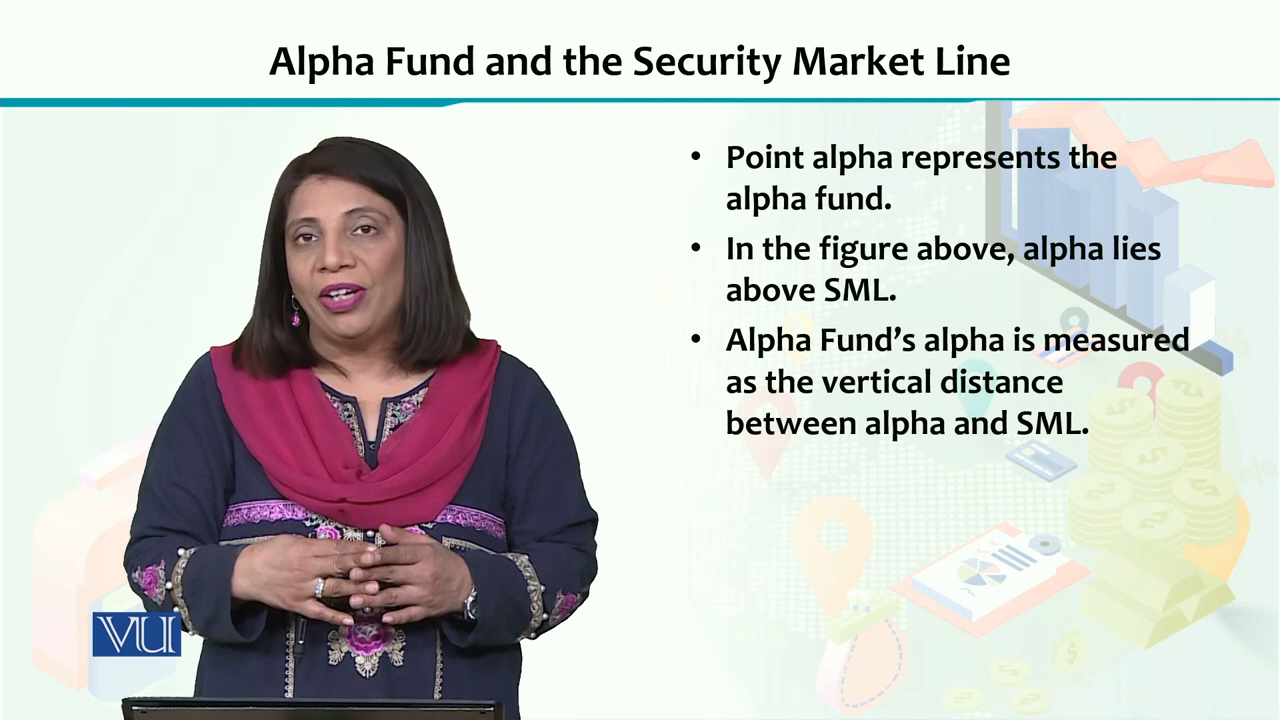 Alpha Fund and the Security Market Line
• Point alpha represents the
alpha fund.
• In the figure above, alpha lies
above SML.
• Alpha Fund’s alpha is measured
as the vertical distance
between alpha and SML.
VU